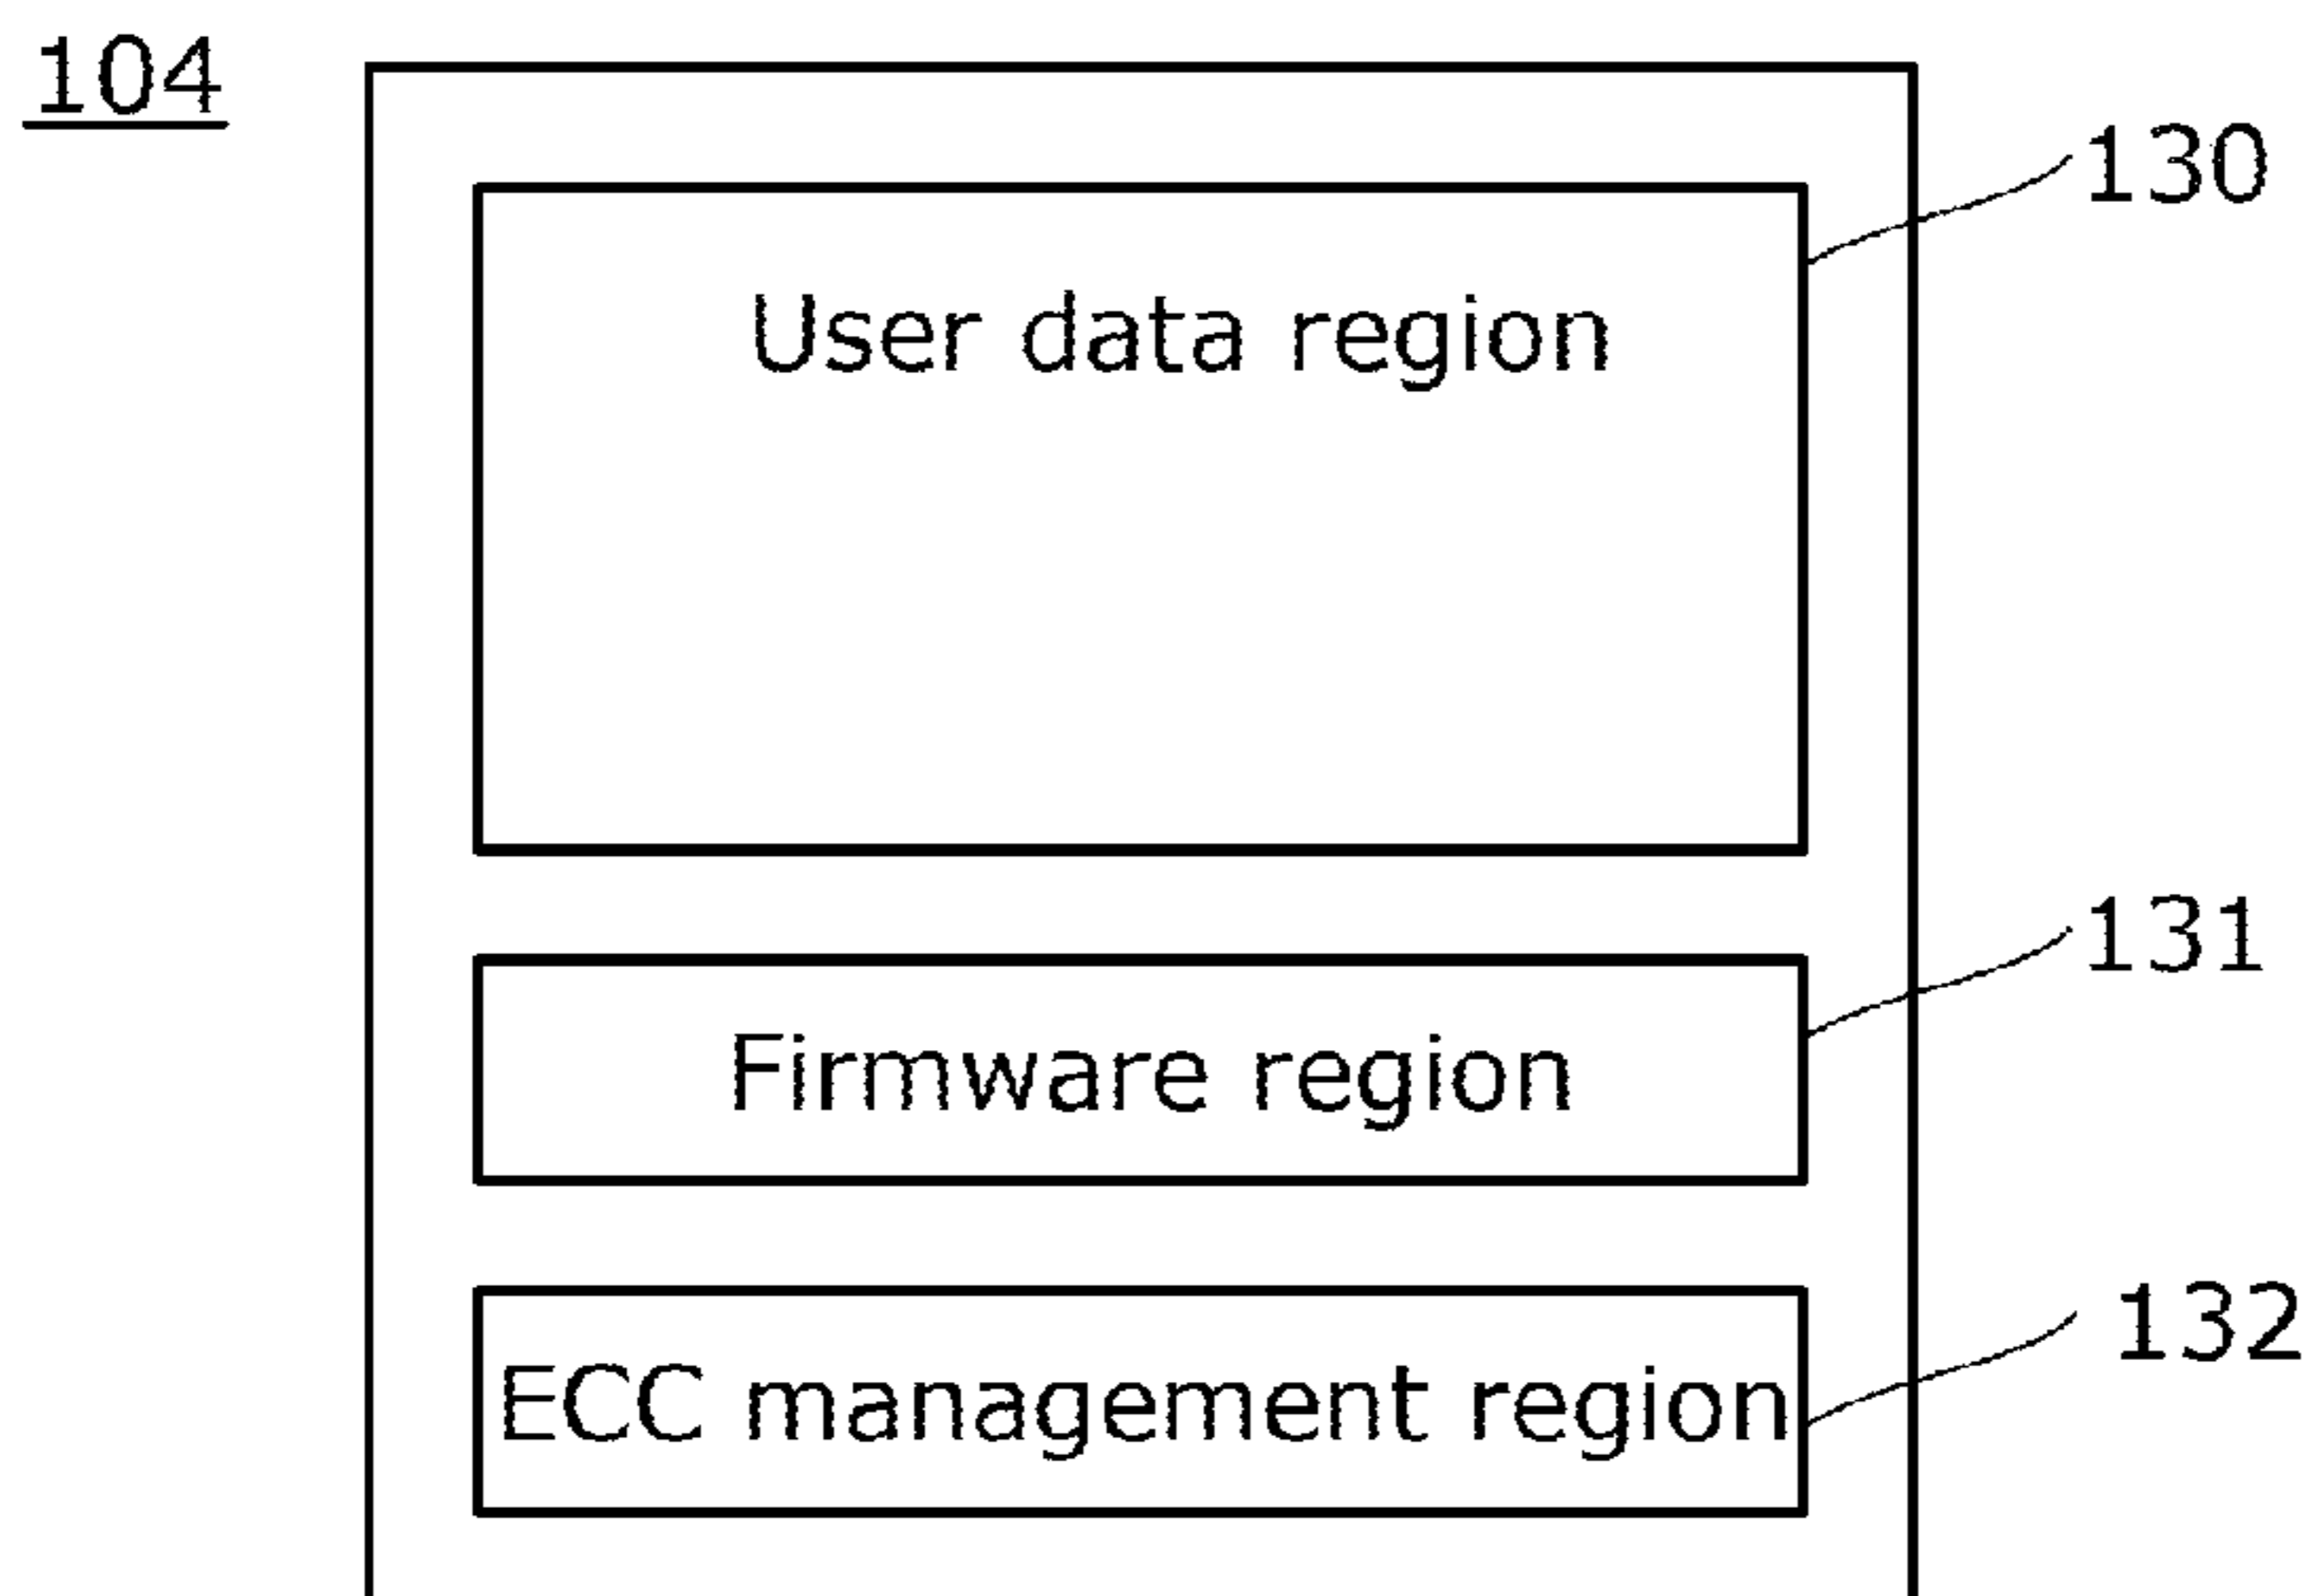 104
130
User data region
131
Firmware region
132
ECC management region